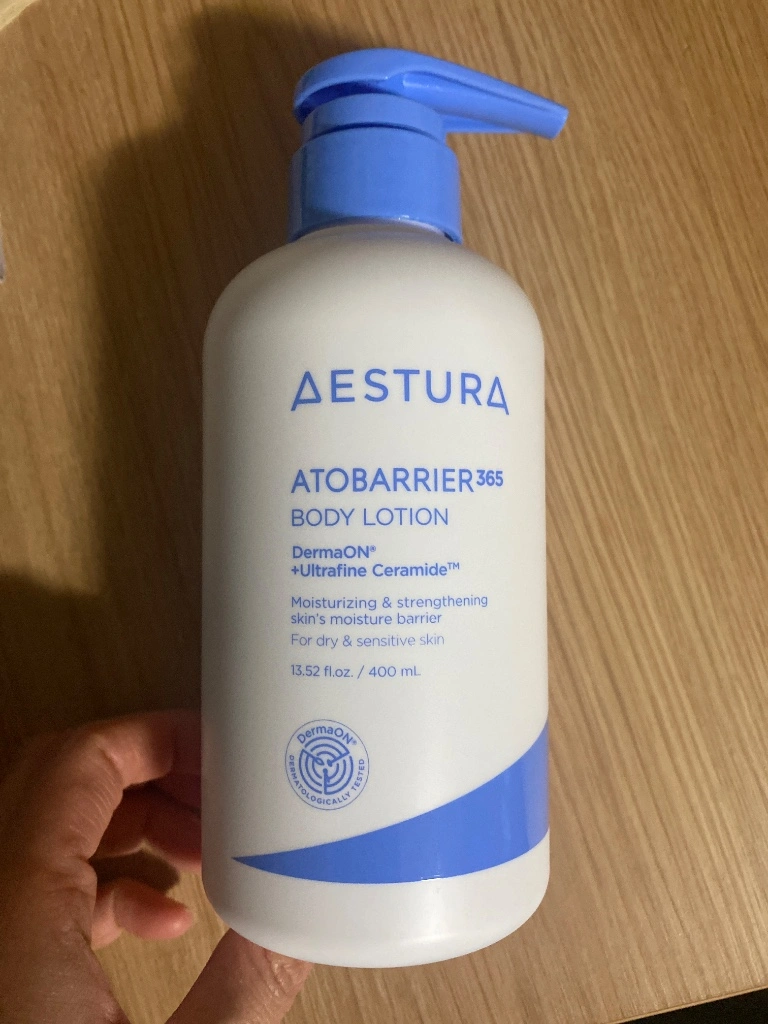 AESTURA
ATOBARRIER365
BODY LOTION
DermaON®
+Ultrafine Ceramide™
Moisturizing & strengthening
skin's moisture barrier
For dry & sensitive skin
13.52 fl.oz. / 400 mL
DermaON®
DERMATOLOGICALLY TESTED